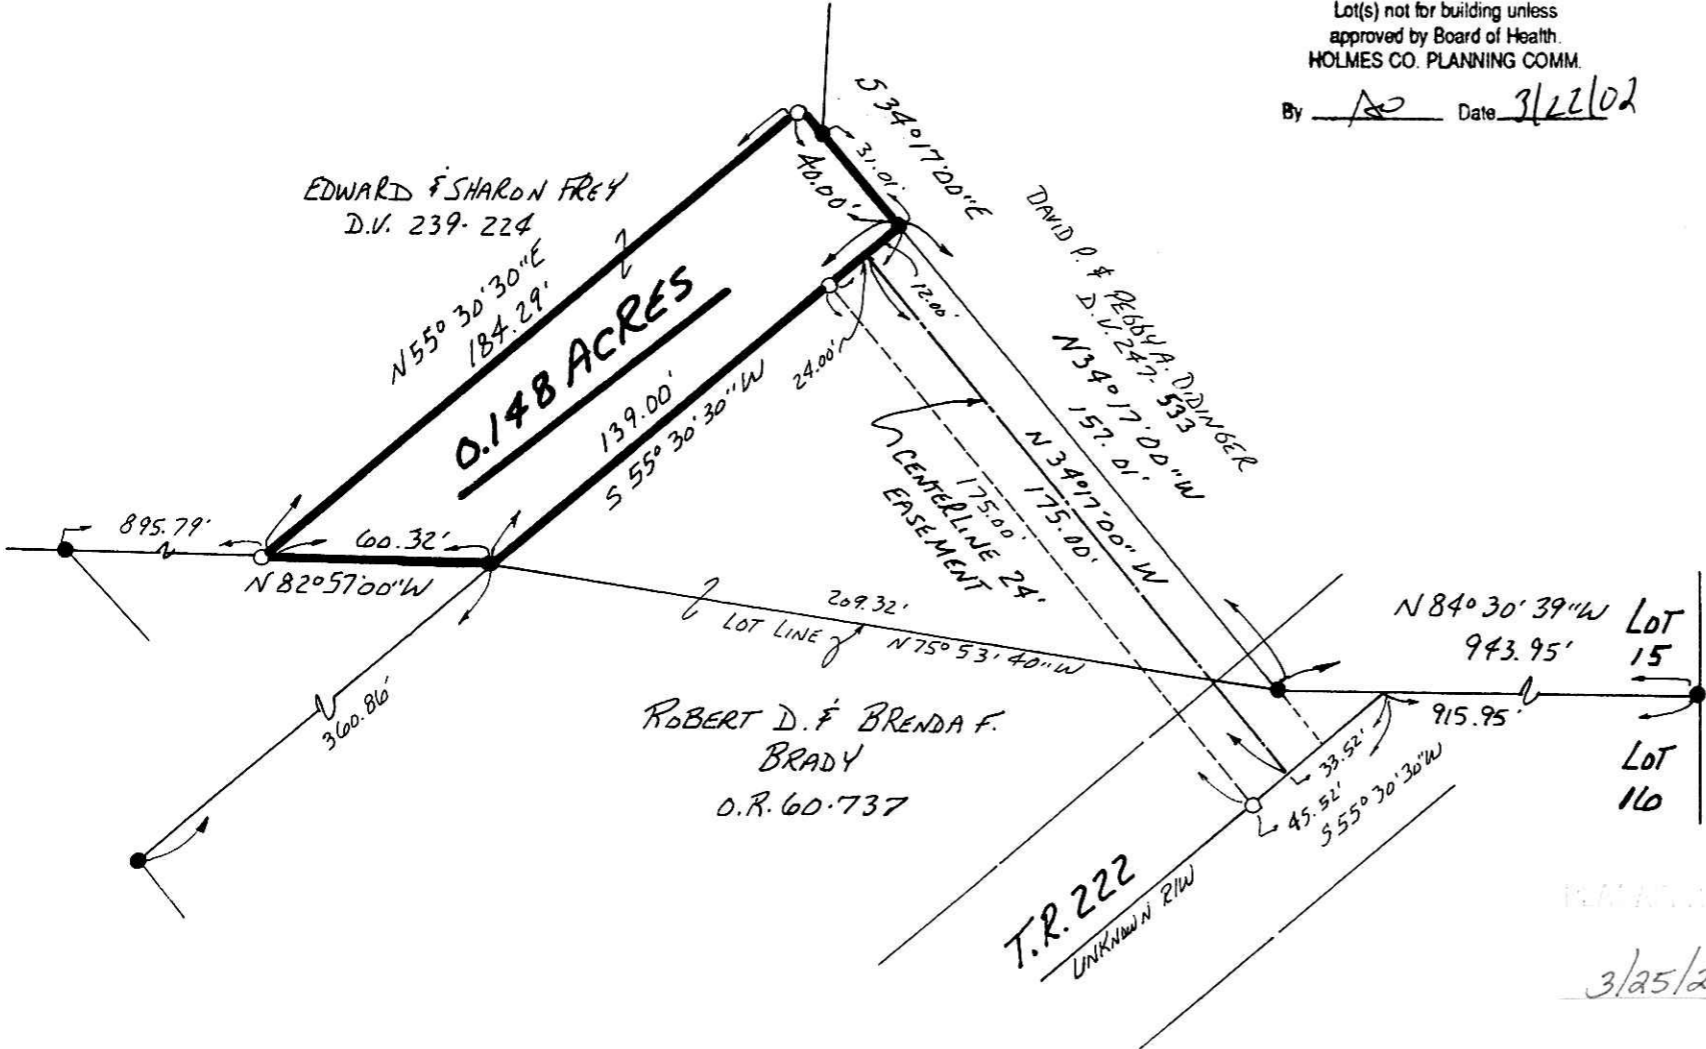 Lot(s) not for building unless
approved by Board of Health.
HOLMES CO. PLANNING COMM.
By Date 3/22/02
S 34° 17' 00" E
31.01'
40.00'
EDWARD & SHARON FREY
D.V. 239-224
N 55° 30' 30" E
184.29'
0.148 ACRES
139.00'
S 55° 30' 30" W
12.00'
24.00'
DAVID P. & PEGGY A. DIDINGER
D.V. 247-533
N 34° 17' 00" W
157.01'
N 34° 17' 00" W
175.00'
175.00'
CENTERLINE 24'
EASEMENT
895.79'
60.32'
N 82° 57' 00" W
209.32'
LOT LINE
N 75° 53' 40" W
360.86'
ROBERT D. & BRENDA F.
BRADY
O.R. 60-737
N 84° 30' 39" W
943.95'
LOT
15
915.95'
LOT
16
33.52'
45.52'
S 55° 30' 30" W
T.R. 222
UNKNOWN R/W
3/25/2